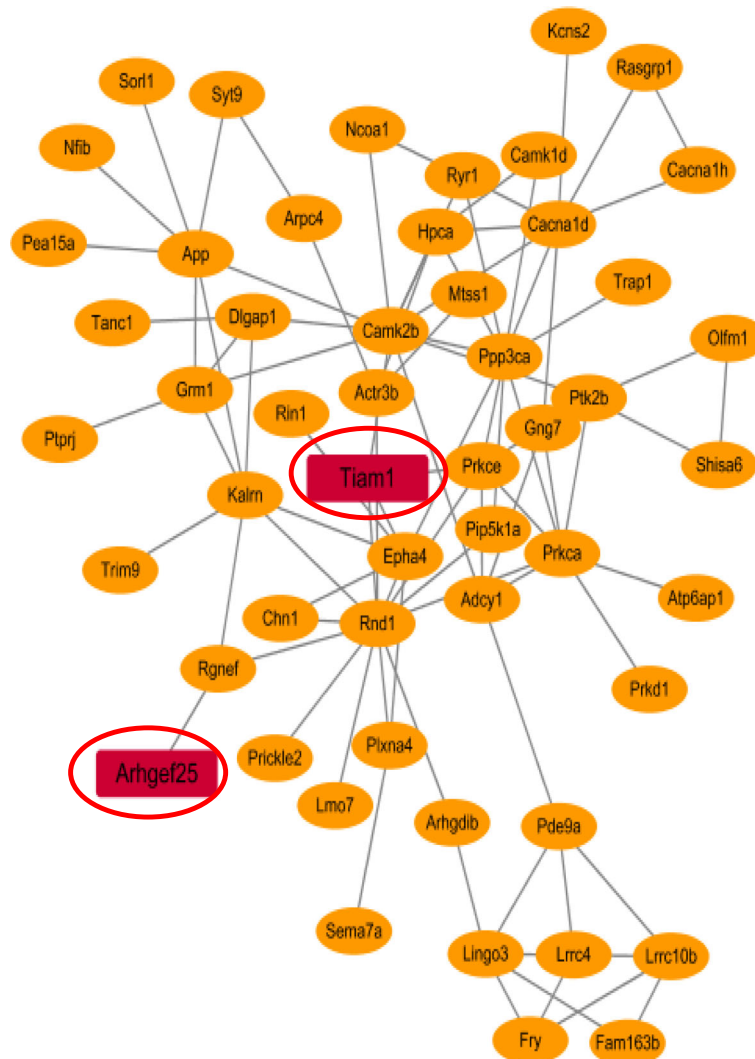 Kcns2
Sorl1
Rasgrp1
Syt9
Ncoa1
Nfib
Camk1d
Ryr1
Cacna1h
Arpc4
Cacna1d
Hpca
Pea15a
App
Trap1
Mtss1
Tanc1
Dlgap1
Camk2b
Olfm1
Ppp3ca
Grm1
Actr3b
Ptk2b
Rin1
Gng7
Ptprj
Shisa6
Prkce
Tiam1
Kalrn
Pip5k1a
Prkca
Epha4
Trim9
Adcy1
Atp6ap1
Chn1
Rnd1
Rgnef
Prkd1
Plxna4
Prickle2
Arhgef25
Lmo7
Arhgdib
Pde9a
Sema7a
Lingo3
Lrrc4
Lrrc10b
Fry
Fam163b